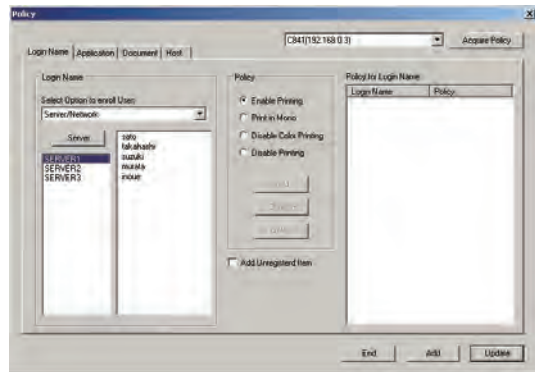 Policy
C841(192.168.0.3)
Acquire Policy
Login Name
Application
Document
Host
Login Name
Select Option to enroll User:
Server/Network
Server
SERVER1
SERVER2
SERVER3
sato
takahashi
suzuki
murata
inoue
Policy
Enable Printing
Print in Mono
Disable Color Printing
Disable Printing
Add Unregisterd Item
Policy for Login Name
Login Name
Policy
End
Add
Update